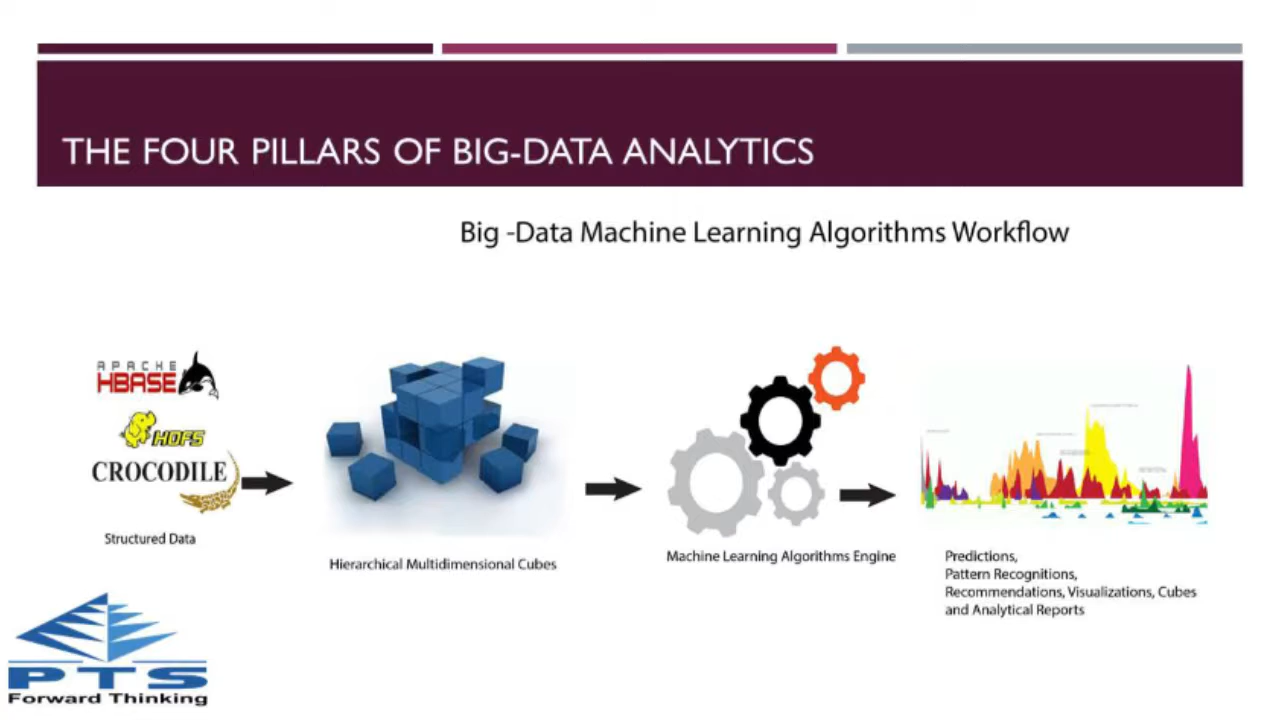 THE FOUR PILLARS OF BIG-DATA ANALYTICS
Big -Data Machine Learning Algorithms Workflow
APACHE
HBASE
HDFS
CROCODILE
Structured Data
Hierarchical Multidimensional Cubes
Machine Learning Algorithms Engine
Predictions,
Pattern Recognitions,
Recommendations, Visualizations, Cubes
and Analytical Reports
PTS
Forward Thinking